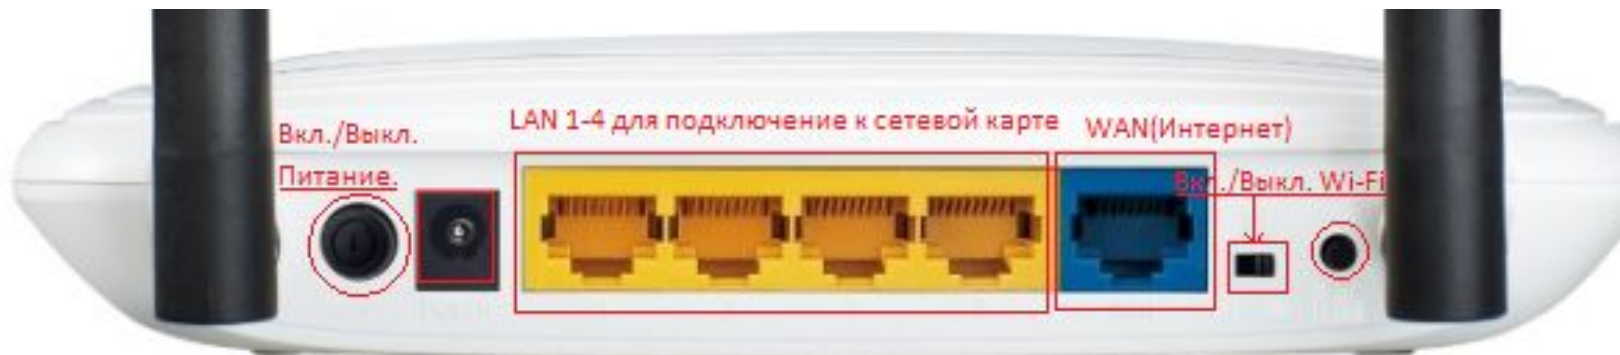 LAN 1-4 для подключение к сетевой карте
WAN(Интернет)
Вкл./Выкл.
Питание.
Вкл./Выкл. Wi-Fi